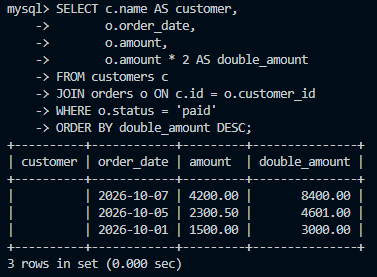 mysql> SELECT c.name AS customer,
    ->        o.order_date,
    ->        o.amount,
    ->        o.amount * 2 AS double_amount
    -> FROM customers c
    -> JOIN orders o ON c.id = o.customer_id
    -> WHERE o.status = 'paid'
    -> ORDER BY double_amount DESC;
+----------+------------+---------+---------------+
| customer | order_date | amount  | double_amount |
+----------+------------+---------+---------------+
|          | 2026-10-07 | 4200.00 |       8400.00 |
|          | 2026-10-05 | 2300.50 |       4601.00 |
|          | 2026-10-01 | 1500.00 |       3000.00 |
+----------+------------+---------+---------------+
3 rows in set (0.000 sec)